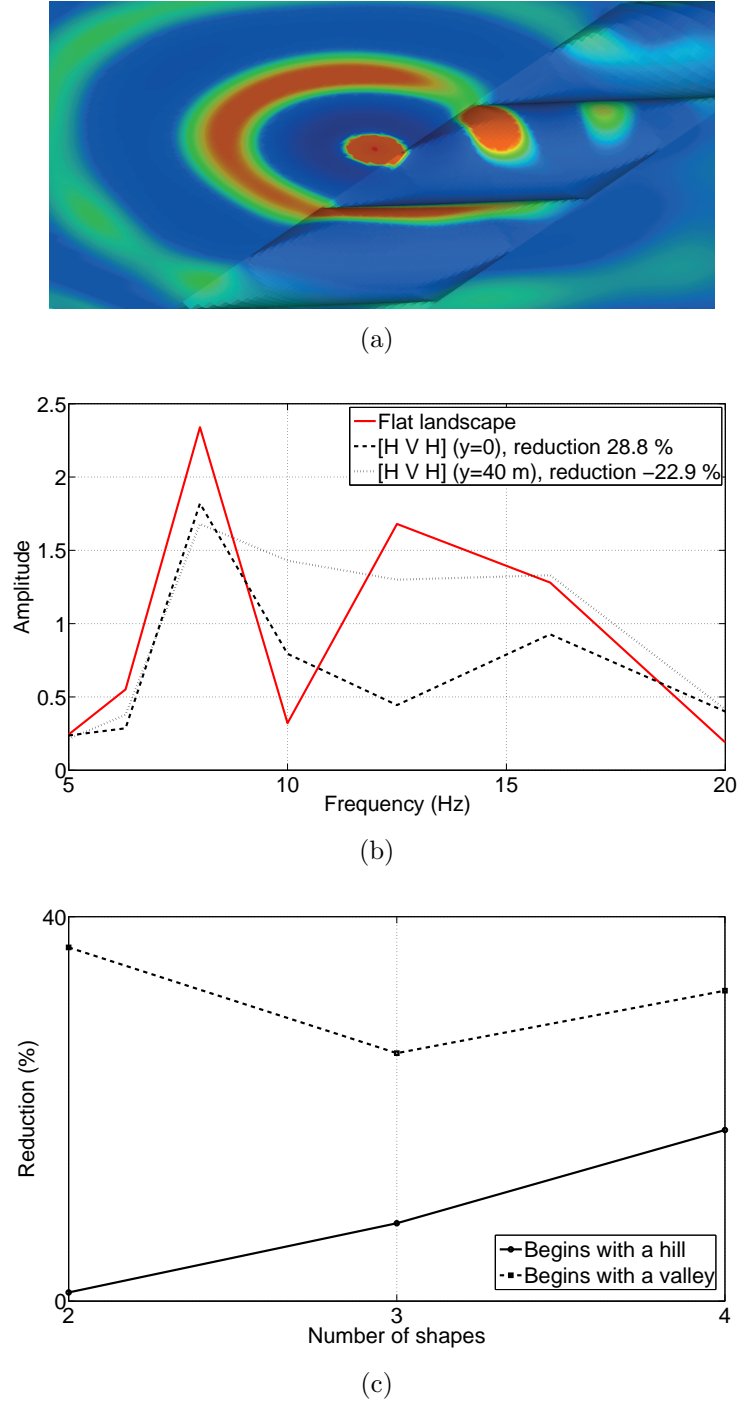 (a)
2.5
2
1.5
1
0.5
0
Amplitude
Flat landscape
[H V H] (y=0), reduction 28.8 %
[H V H] (y=40 m), reduction −22.9 %
5 10 15 20
Frequency (Hz)
(b)
40
0
Reduction (%)
Begins with a hill
Begins with a valley
2 3 4
Number of shapes
(c)